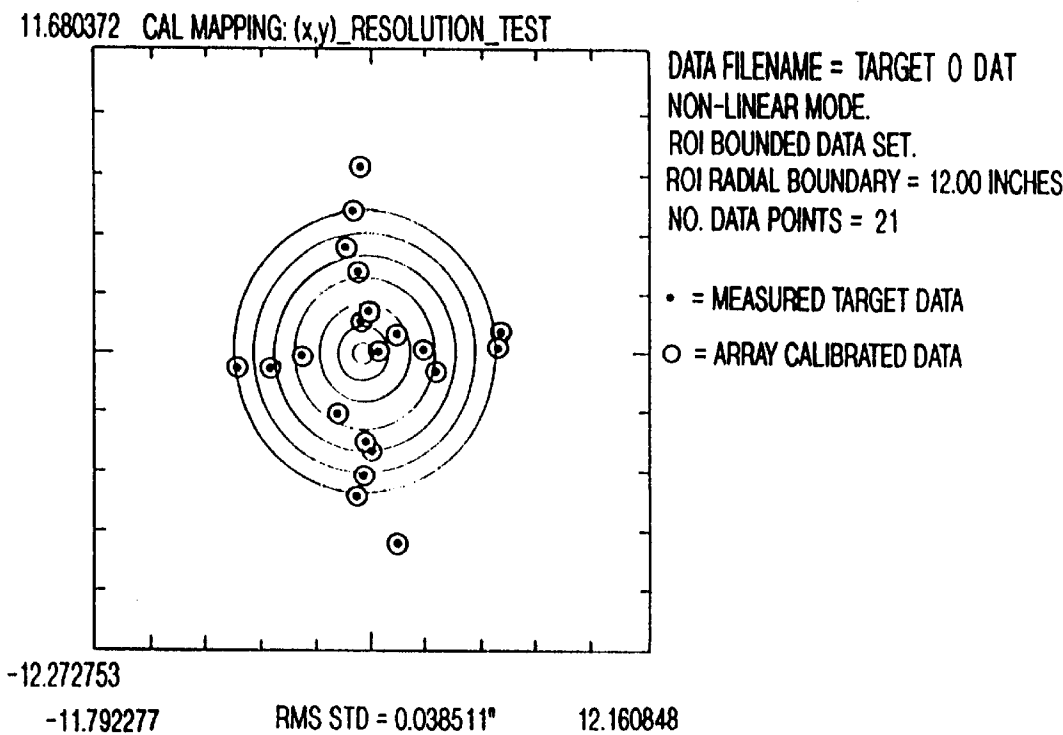 11.680372 CAL MAPPING: (x,y)_RESOLUTION_TEST
DATA FILENAME = TARGET 0 DAT
NON-LINEAR MODE.
ROI BOUNDED DATA SET.
ROI RADIAL BOUNDARY = 12.00 INCHES
NO. DATA POINTS = 21
• = MEASURED TARGET DATA
O = ARRAY CALIBRATED DATA
-12.272753
-11.792277 RMS STD = 0.038511" 12.160848